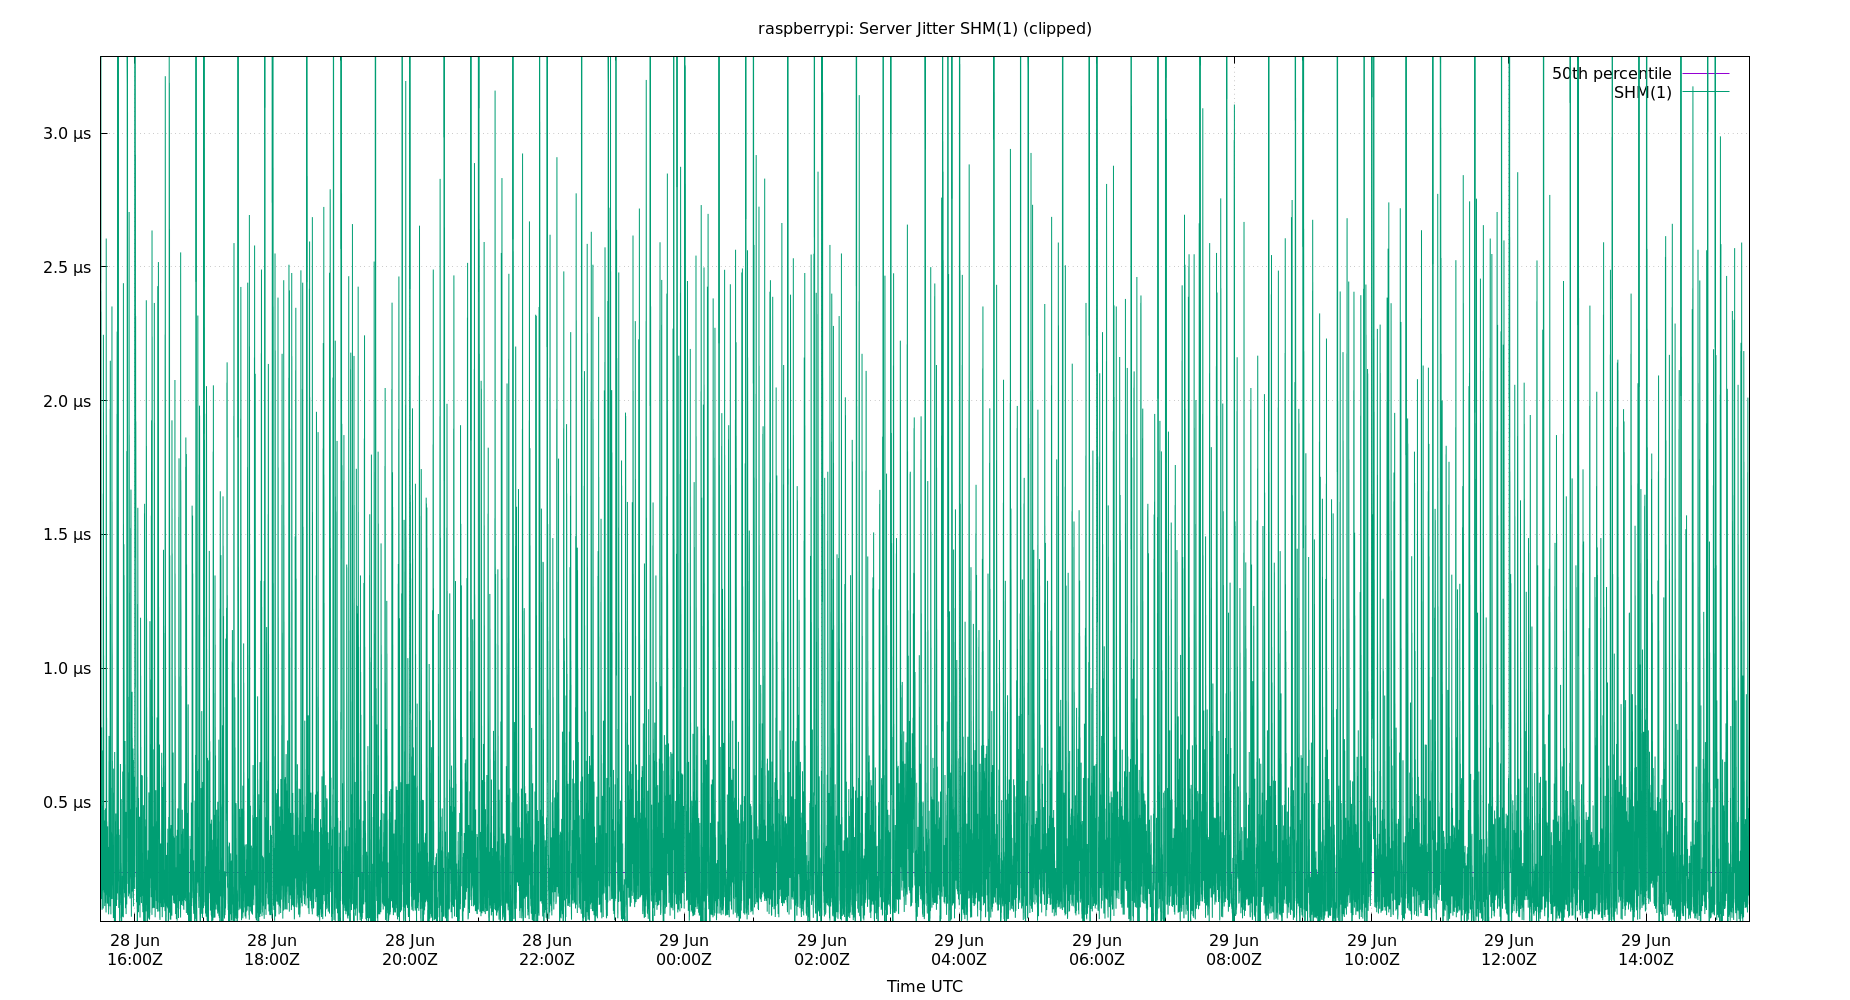 raspberrypi: Server Jitter SHM(1) (clipped)
50th percentile
SHM(1)
3.0 μs
2.5 μs
2.0 μs
1.5 μs
1.0 μs
0.5 μs
28 Jun 28 Jun 28 Jun 28 Jun 29 Jun 29 Jun 29 Jun 29 Jun 29 Jun 29 Jun 29 Jun 29 Jun
16:00Z 18:00Z 20:00Z 22:00Z 00:00Z 02:00Z 04:00Z 06:00Z 08:00Z 10:00Z 12:00Z 14:00Z
Time UTC